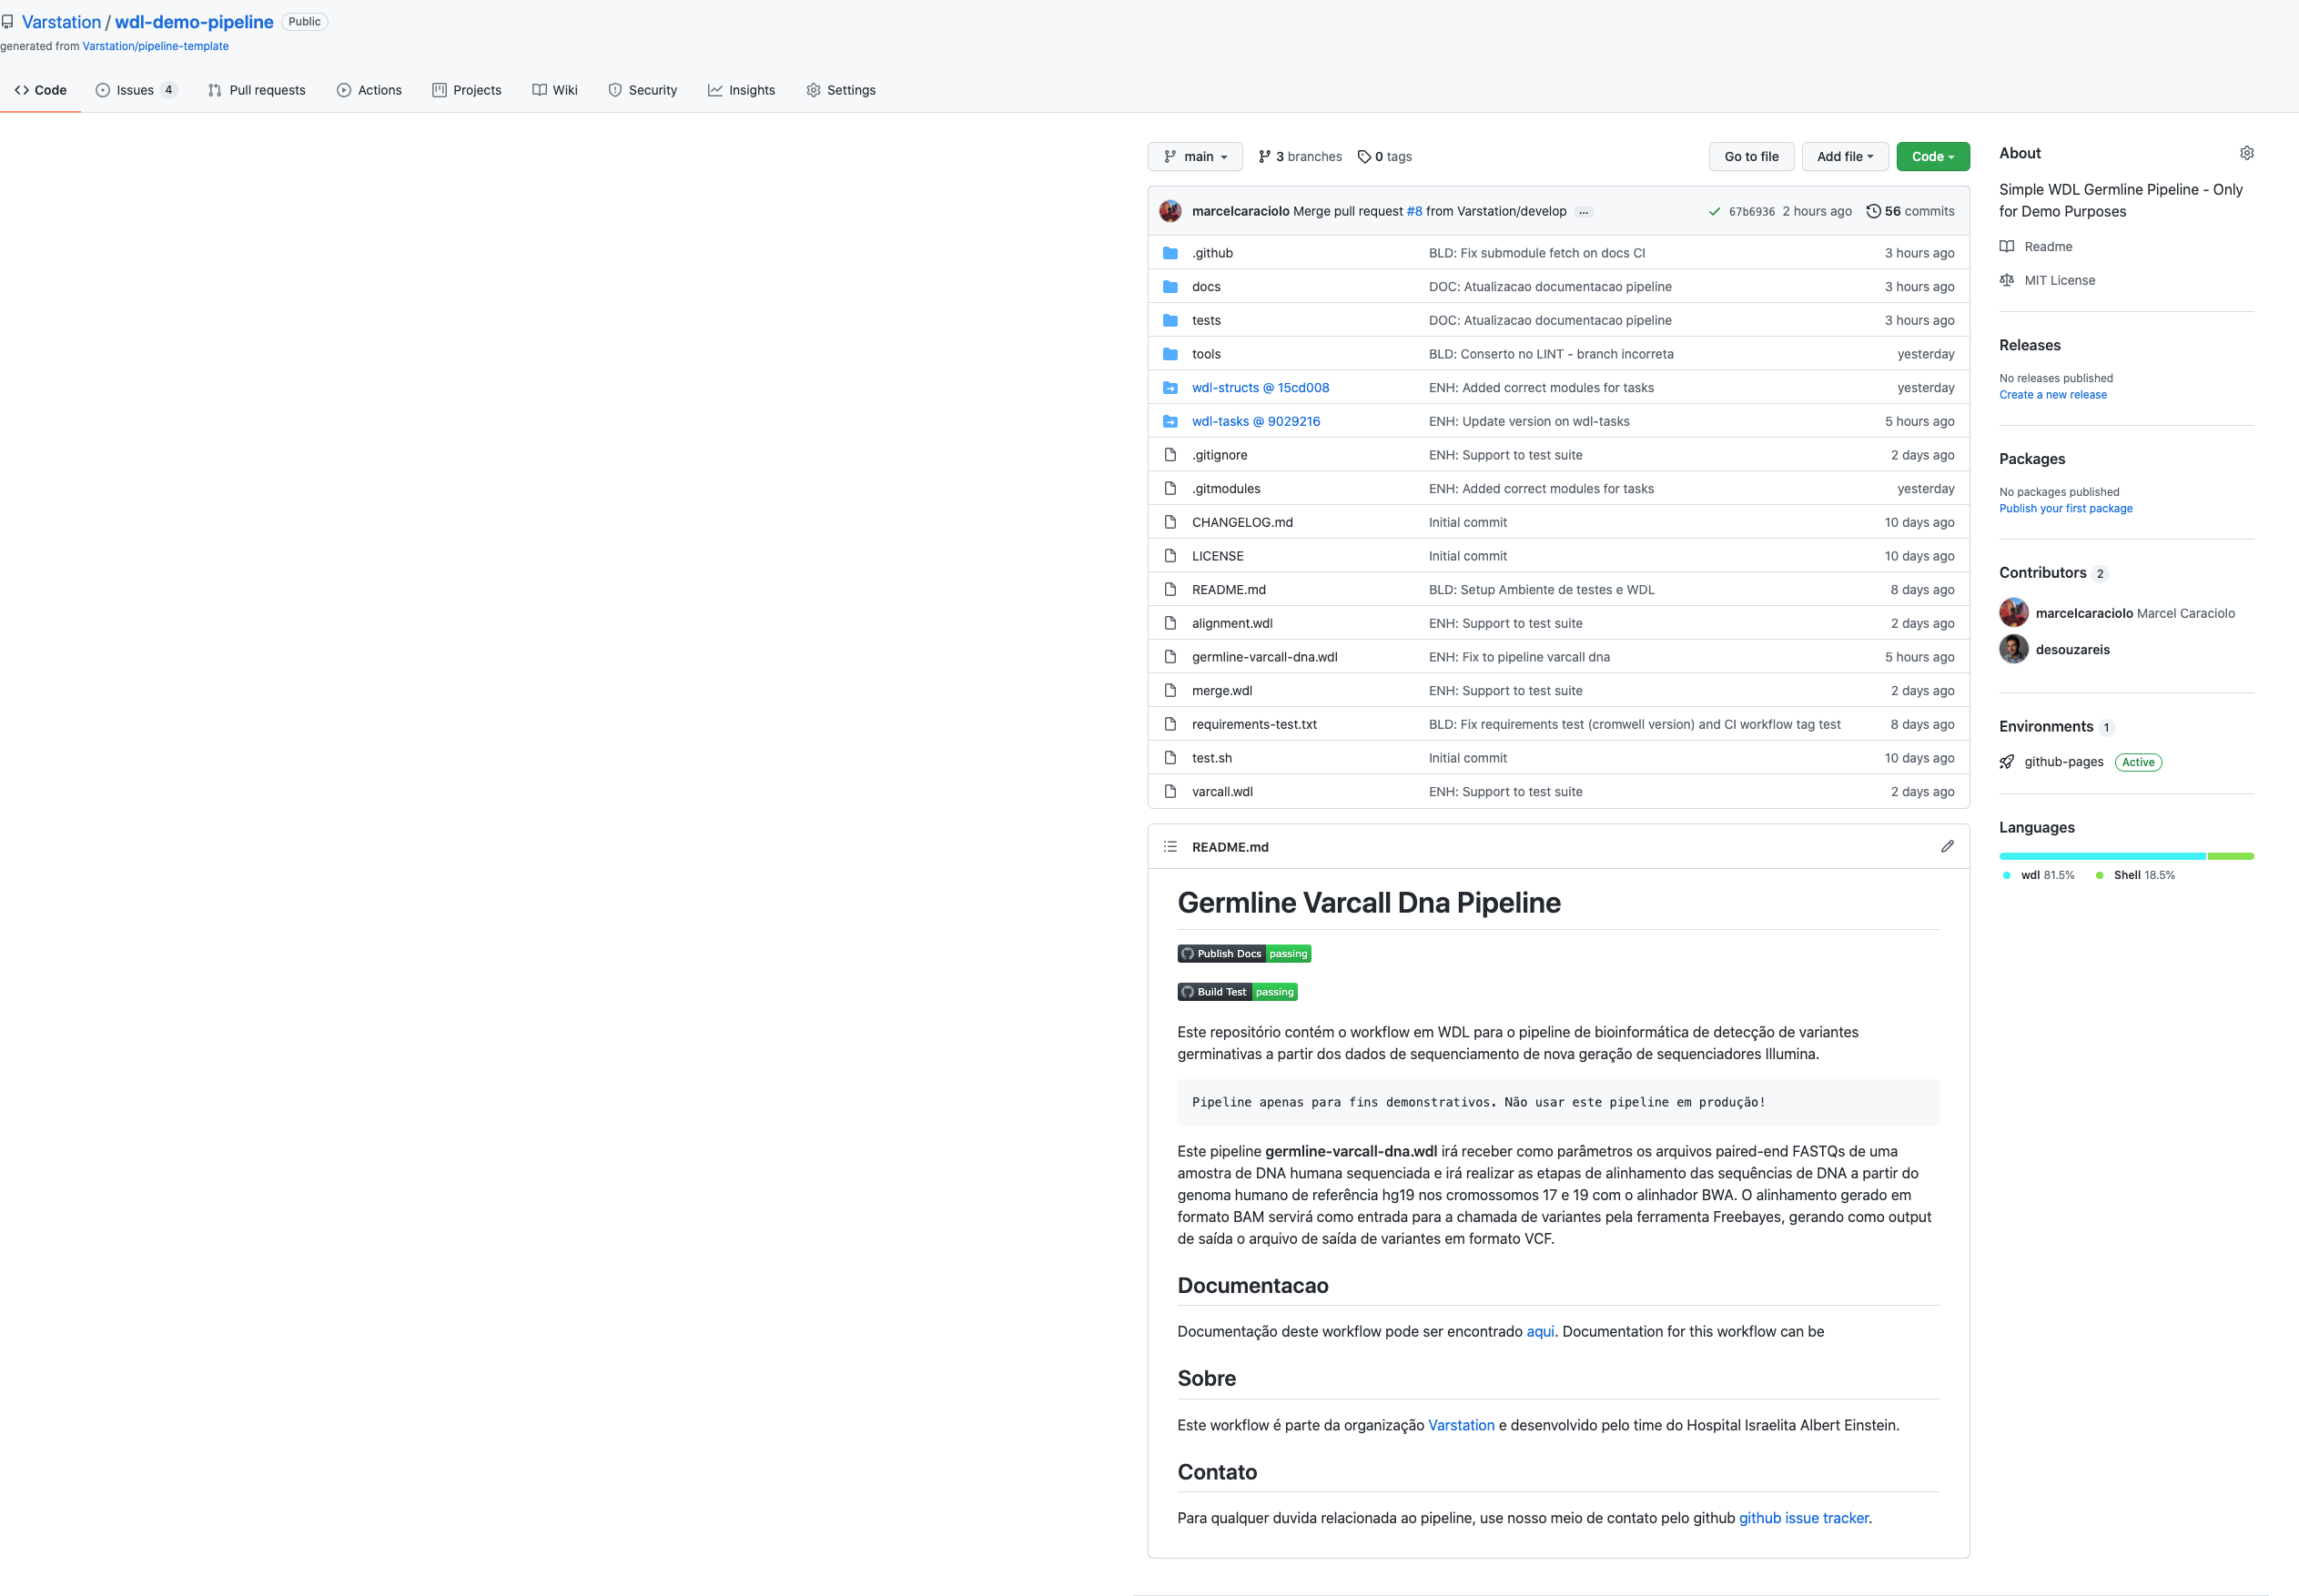 Varstation / wdl-demo-pipeline Public
generated from Varstation/pipeline-template
Code Issues 4 Pull requests Actions Projects Wiki Security Insights Settings
main 3 branches 0 tags Go to file Add file Code
marcelcaraciolo Merge pull request #8 from Varstation/develop ... 67b6936 2 hours ago 56 commits
.github BLD: Fix submodule fetch on docs CI 3 hours ago
docs DOC: Atualizacao documentacao pipeline 3 hours ago
tests DOC: Atualizacao documentacao pipeline 3 hours ago
tools BLD: Conserto no LINT - branch incorreta yesterday
wdl-structs @ 15cd008 ENH: Added correct modules for tasks yesterday
wdl-tasks @ 9029216 ENH: Update version on wdl-tasks 5 hours ago
.gitignore ENH: Support to test suite 2 days ago
.gitmodules ENH: Added correct modules for tasks yesterday
CHANGELOG.md Initial commit 10 days ago
LICENSE Initial commit 10 days ago
README.md BLD: Setup Ambiente de testes e WDL 8 days ago
alignment.wdl ENH: Support to test suite 2 days ago
germline-varcall-dna.wdl ENH: Fix to pipeline varcall dna 5 hours ago
merge.wdl ENH: Support to test suite 2 days ago
requirements-test.txt BLD: Fix requirements test (cromwell version) and CI workflow tag test 8 days ago
test.sh Initial commit 10 days ago
varcall.wdl ENH: Support to test suite 2 days ago
README.md
Germline Varcall Dna Pipeline
Publish Docs passing
Build Test passing
Este repositório contém o workflow em WDL para o pipeline de bioinformática de detecção de variantes
germinativas a partir dos dados de sequenciamento de nova geração de sequenciadores Illumina.
Pipeline apenas para fins demonstrativos. Não usar este pipeline em produção!
Este pipeline germline-varcall-dna.wdl irá receber como parâmetros os arquivos paired-end FASTQs de uma
amostra de DNA humana sequenciada e irá realizar as etapas de alinhamento das sequências de DNA a partir do
genoma humano de referência hg19 nos cromossomos 17 e 19 com o alinhador BWA. O alinhamento gerado em
formato BAM servirá como entrada para a chamada de variantes pela ferramenta Freebayes, gerando como output
de saída o arquivo de saída de variantes em formato VCF.
Documentacao
Documentação deste workflow pode ser encontrado aqui. Documentation for this workflow can be
Sobre
Este workflow é parte da organização Varstation e desenvolvido pelo time do Hospital Israelita Albert Einstein.
Contato
Para qualquer duvida relacionada ao pipeline, use nosso meio de contato pelo github github issue tracker.
About
Simple WDL Germline Pipeline - Only
for Demo Purposes
Readme
MIT License
Releases
No releases published
Create a new release
Packages
No packages published
Publish your first package
Contributors 2
marcelcaraciolo Marcel Caraciolo
desouzareis
Environments 1
github-pages Active
Languages
wdl 81.5% Shell 18.5%